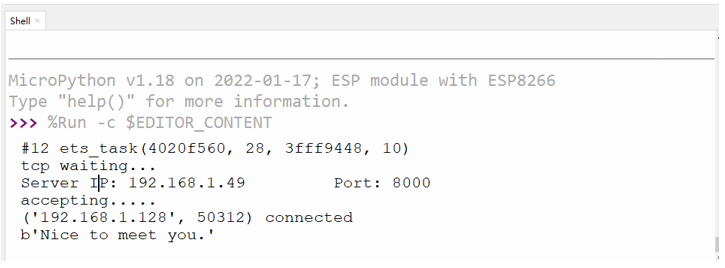 Shell ×
MicroPython v1.18 on 2022-01-17; ESP module with ESP8266
Type "help()" for more information.
>>> %Run -c $EDITOR_CONTENT
#12 ets_task(4020f560, 28, 3fff9448, 10)
tcp waiting...
Server IP: 192.168.1.49 Port: 8000
accepting.....
('192.168.1.128', 50312) connected
b'Nice to meet you.'